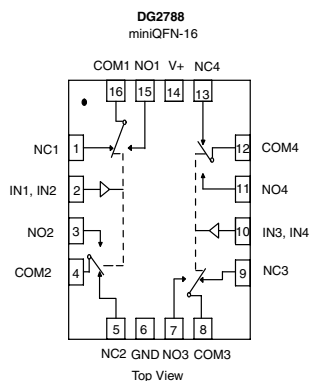 DG2788
miniQFN-16
COM1 NO1 V+ NC4
16 15 14 13
NC1 1 12 COM4
IN1, IN2 2 11 NO4
NO2 3 10 IN3, IN4
COM2 4 9 NC3
5 6 7 8
NC2 GND NO3 COM3
Top View